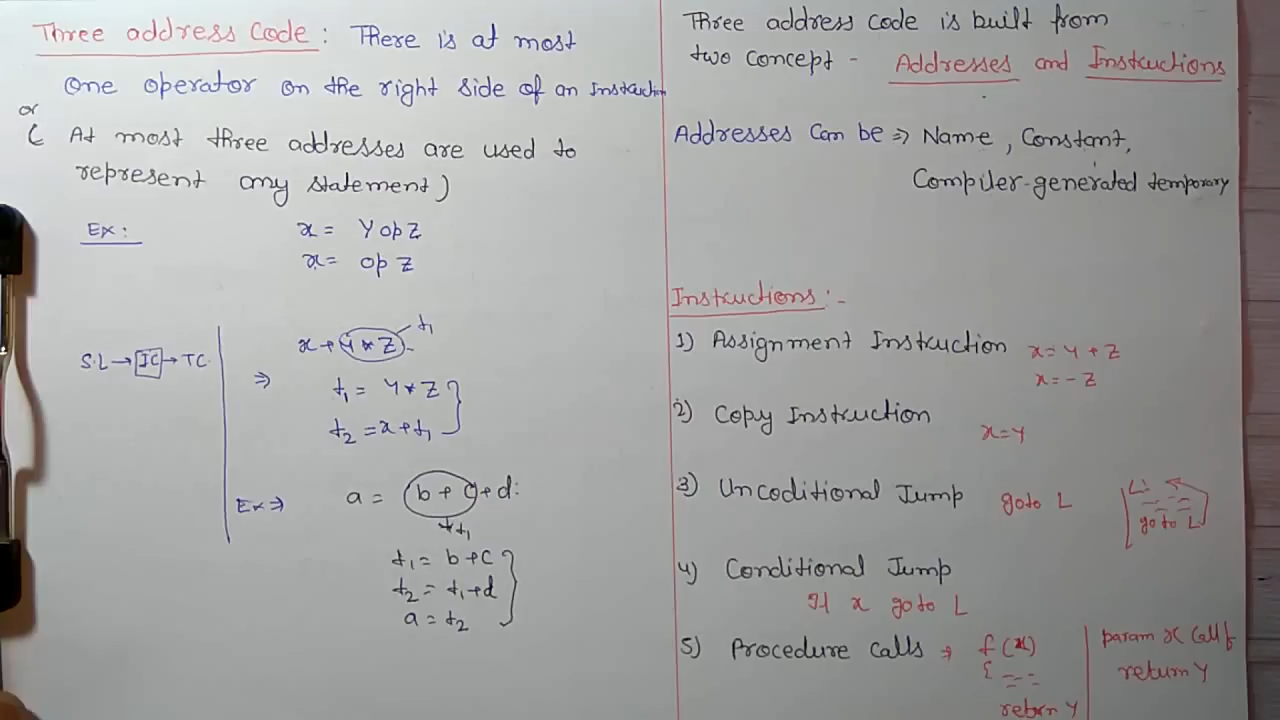 Three address Code: There is at most
one operator on the right side of an Instruction
or
( At most three addresses are used to
represent any statement)
Ex:
x = Y op Z
x = op Z
S.L → IC → TC
x + y * Z t₁
⇒ t₁ = Y * Z
t₂ = x + t₁
Ex ⇒ a = b + c + d:
t₁
t₁ = b + c
t₂ = t₁ + d
a = t₂
Three address Code is built from
two concept - Addresses and Instructions
Addresses Can be ⇒ Name, Constant,
Compiler-generated temporary
Instructions :-
1) Assignment Instruction x = y + z
x = - z
2) Copy Instruction
x = y
3) Uncoditional Jump goto L
L:
goto L
4) Conditional Jump
If x goto L
5) Procedure Calls → f(x)
{ ---
return y
param x Call f
return y